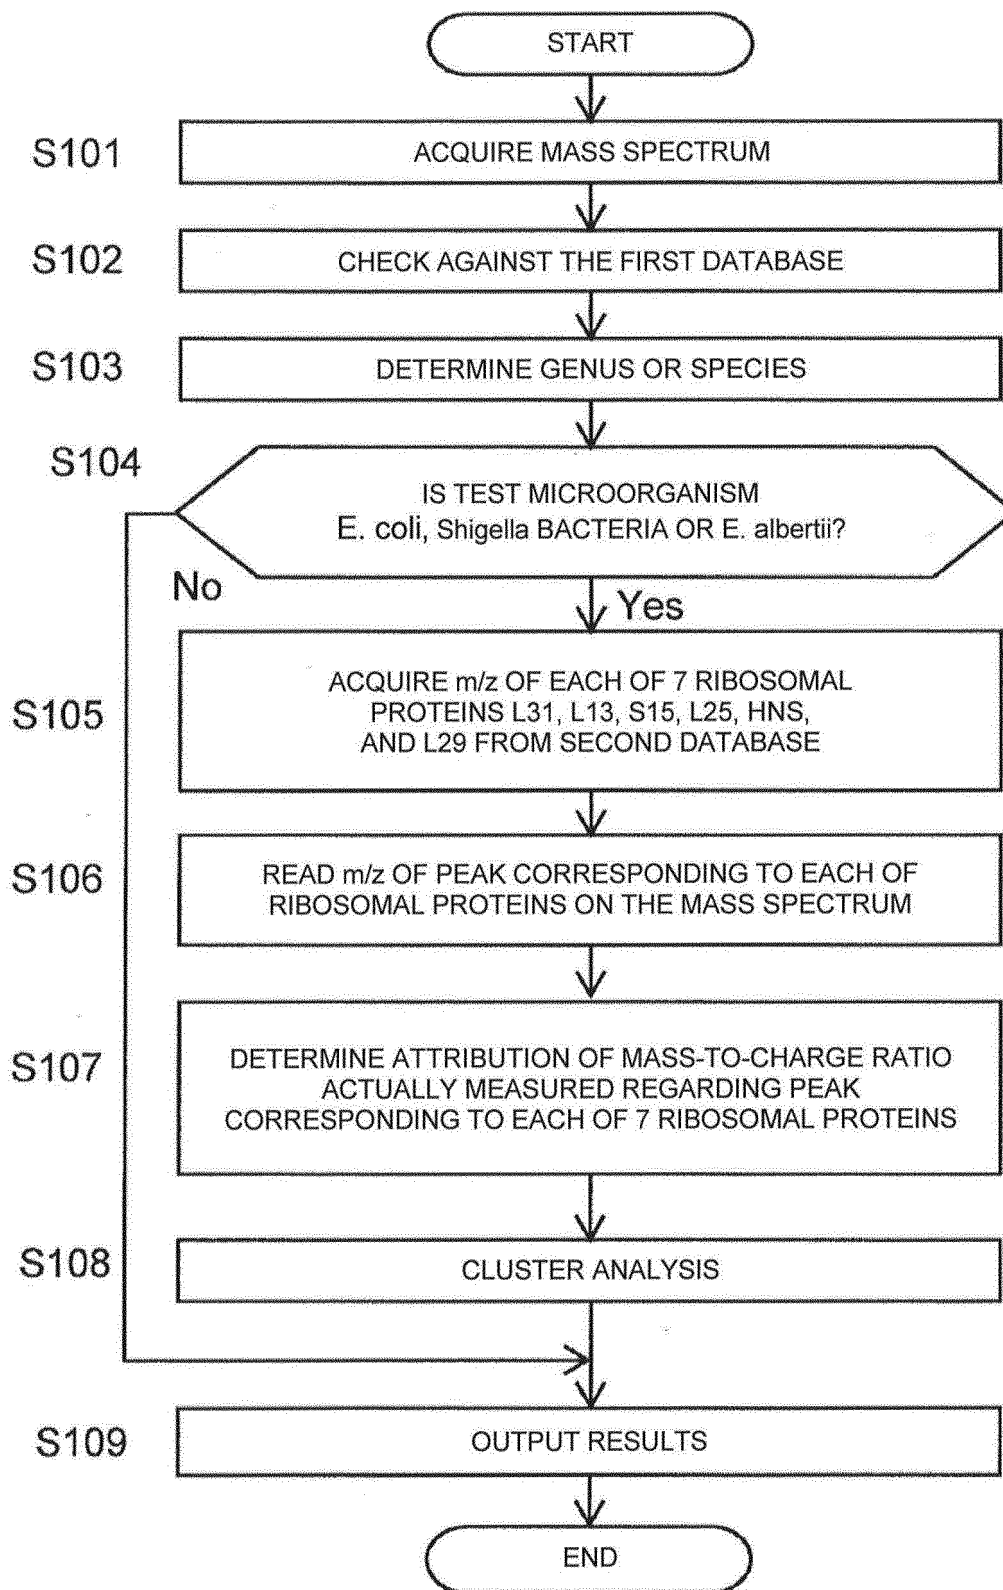 START
S101
ACQUIRE MASS SPECTRUM
S102
CHECK AGAINST THE FIRST DATABASE
S103
DETERMINE GENUS OR SPECIES
S104
IS TEST MICROORGANISM
E. coli, Shigella BACTERIA OR E. albertii?
No
Yes
S105
ACQUIRE m/z OF EACH OF 7 RIBOSOMAL
PROTEINS L31, L13, S15, L25, HNS,
AND L29 FROM SECOND DATABASE
S106
READ m/z OF PEAK CORRESPONDING TO EACH OF
RIBOSOMAL PROTEINS ON THE MASS SPECTRUM
S107
DETERMINE ATTRIBUTION OF MASS-TO-CHARGE RATIO
ACTUALLY MEASURED REGARDING PEAK
CORRESPONDING TO EACH OF 7 RIBOSOMAL PROTEINS
S108
CLUSTER ANALYSIS
S109
OUTPUT RESULTS
END